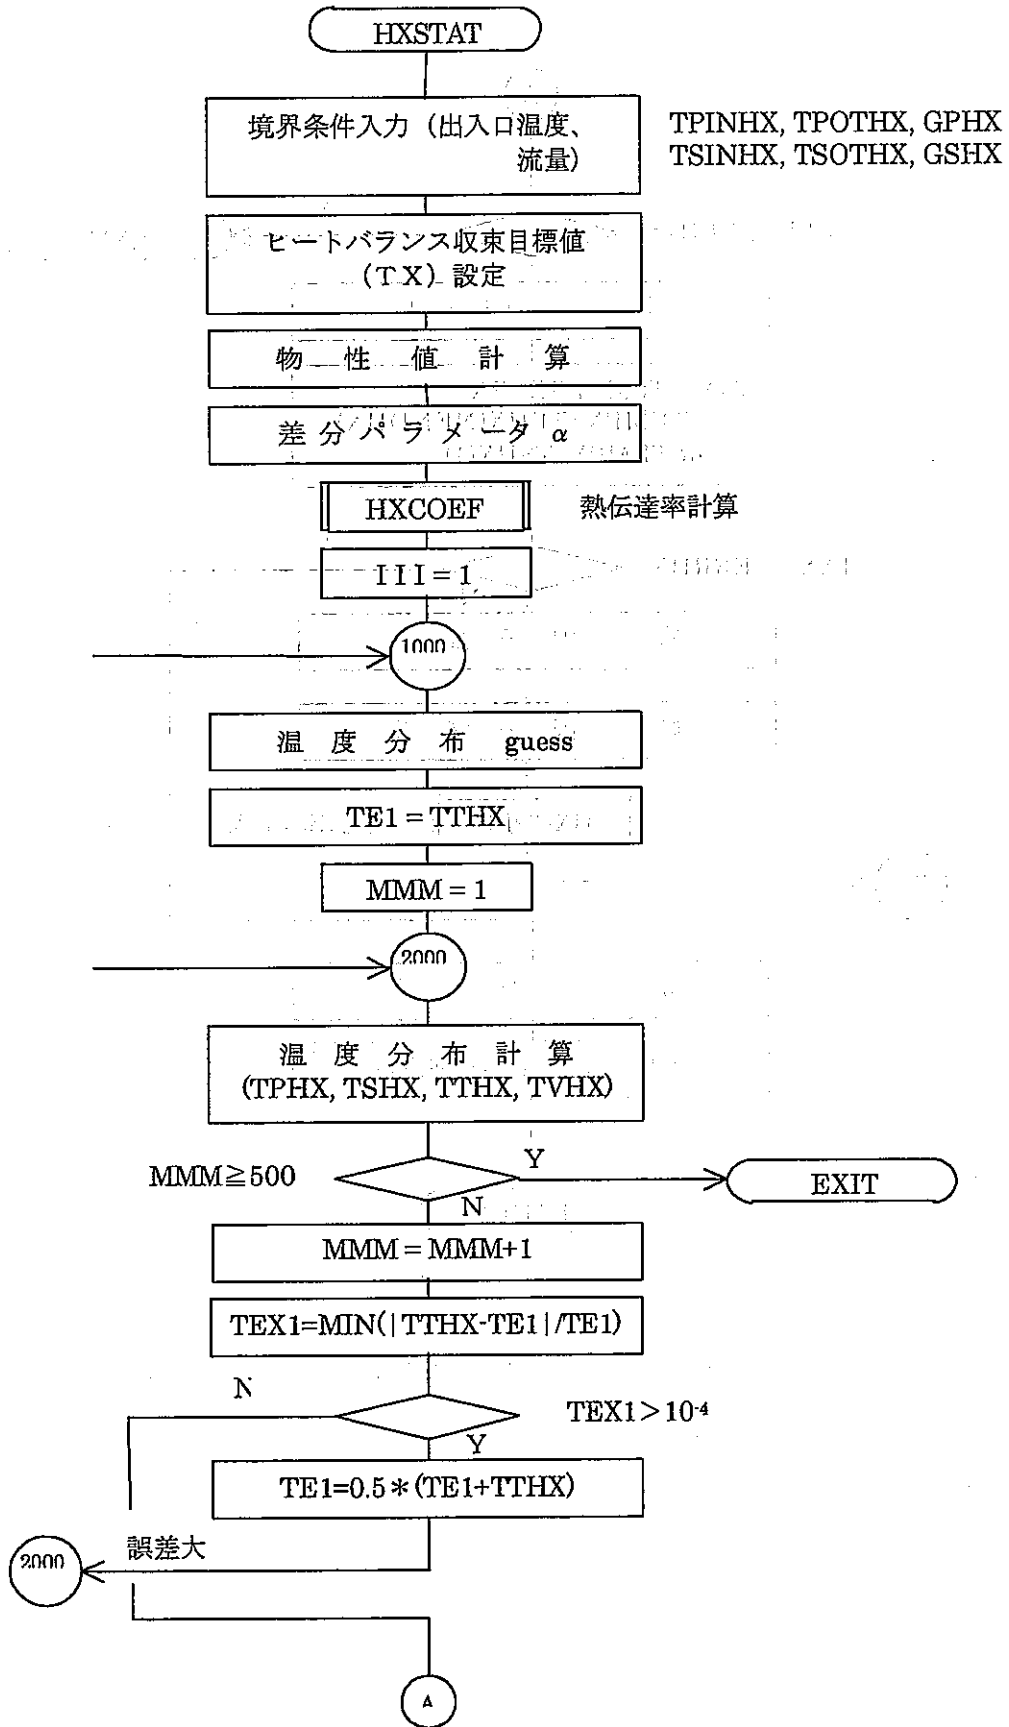 HXSTAT
境界条件入力（出入口温度、
流量）
TPINHX, TPOTHX, GPHX
TSINHX, TSOTHX, GSHX
ヒートバランス収束目標値
（ＴＸ）設定
物 性 値 計 算
差 分 パ ラ メ ー タ α
HXCOEF
熱伝達率計算
I I I = 1
1000
温 度 分 布 guess
TE1 = TTHX
MMM = 1
2000
温 度 分 布 計 算
(TPHX, TSHX, TTHX, TVHX)
MMM≧500
Y
EXIT
N
MMM = MMM+1
TEX1=MIN(|TTHX-TE1|/TE1)
N
TEX1＞10⁻⁴
Y
TE1=0.5＊(TE1+TTHX)
2000
誤差大
A